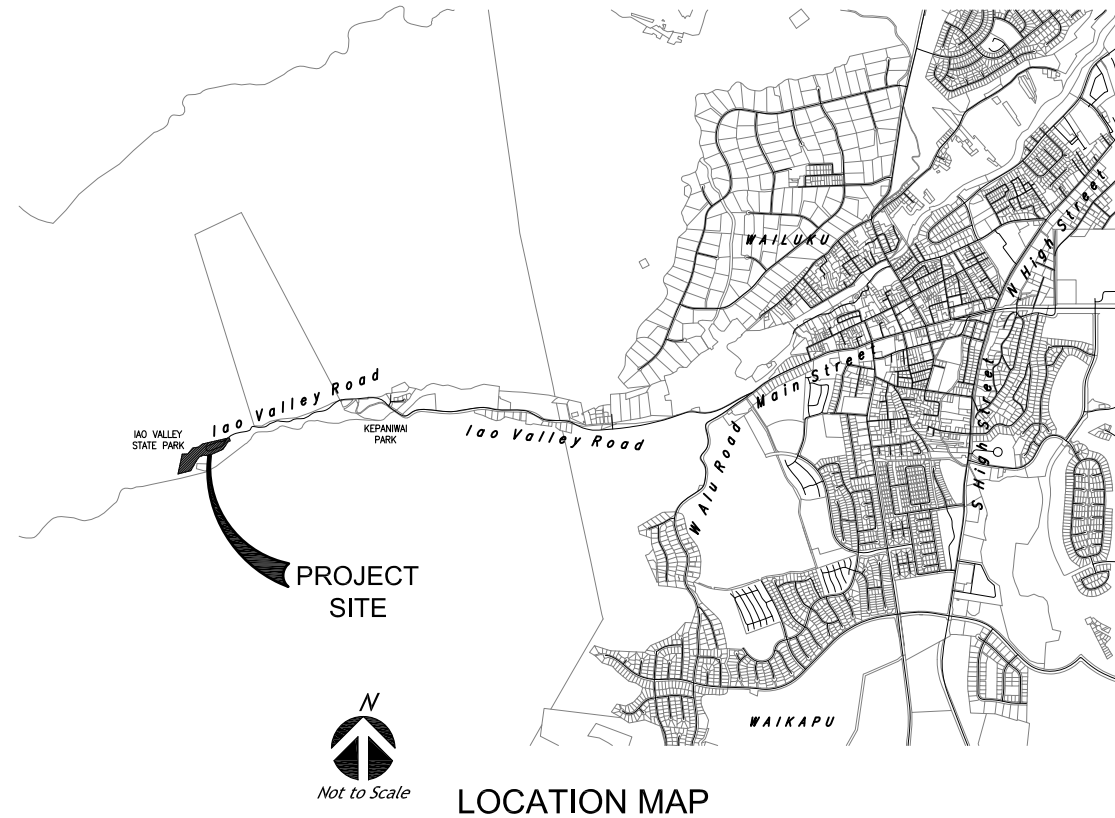 WAILUKU
N High Street
Main Street
S High Street
Iao Valley Road
IAO VALLEY
STATE PARK
KEPANIWAI
PARK
Iao Valley Road
W Alu Road
PROJECT
SITE
WAIKAPU
N
Not to Scale
LOCATION MAP